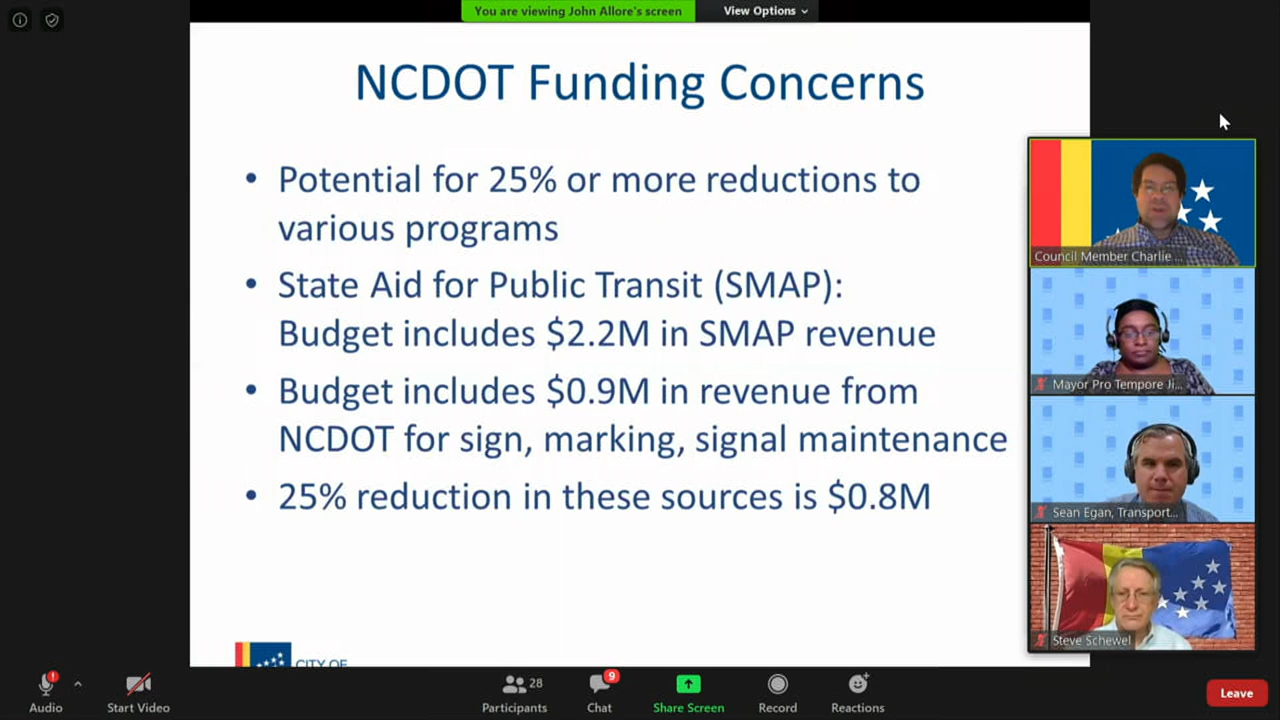 You are viewing John Allore's screen
View Options
NCDOT Funding Concerns
• Potential for 25% or more reductions to
various programs
• State Aid for Public Transit (SMAP):
Budget includes $2.2M in SMAP revenue
• Budget includes $0.9M in revenue from
NCDOT for sign, marking, signal maintenance
• 25% reduction in these sources is $0.8M
CITY OF
Council Member Charlie ...
Mayor Pro Tempore Ji...
Sean Egan, Transport...
Steve Schewel
Audio
Start Video
28
Participants
9
Chat
Share Screen
Record
Reactions
Leave